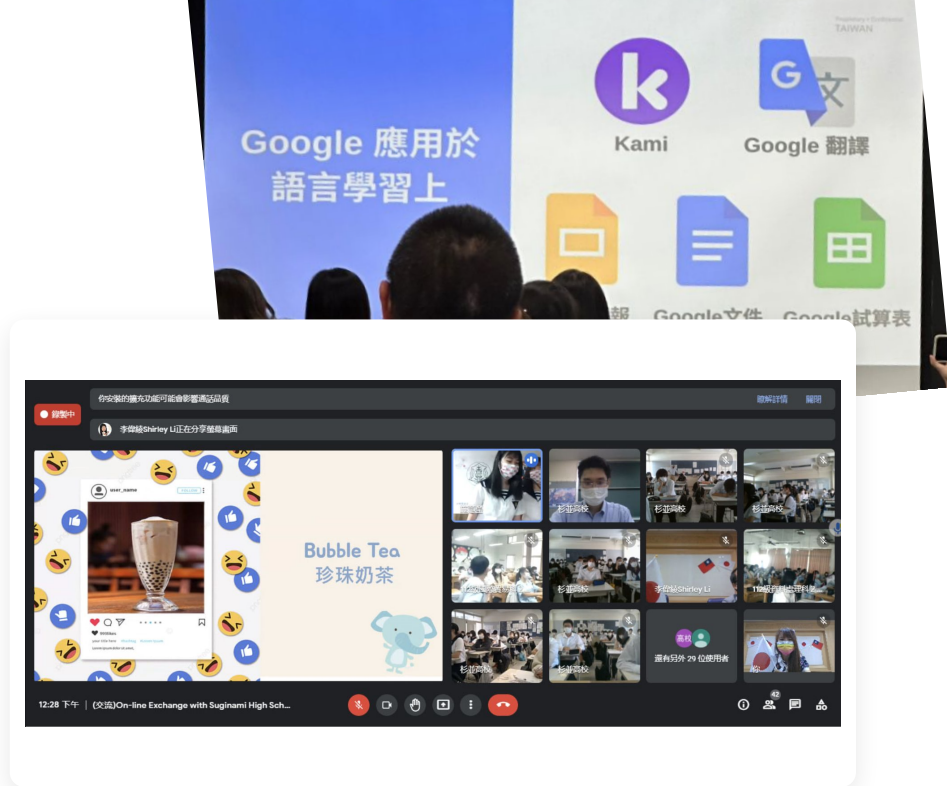 TAIWAN
Google 應用於
語言學習上
Kami
Google 翻譯
報
Google文件
Google試算表
錄製中
你安裝的擴充功能可能會影響通話品質
瞭解詳情
關閉
李偉綾Shirley Li正在分享螢幕畫面
user_name
FOLLOW
Bubble Tea
珍珠奶茶
杉並高校
杉並高校
杉並高校
杉並高校
李偉綾Shirley Li
杉並高校
杉並高校
高校
還有另外 29 位使用者
你
12:28 下午 | (交流)On-line Exchange with Suginami High Sch...
42